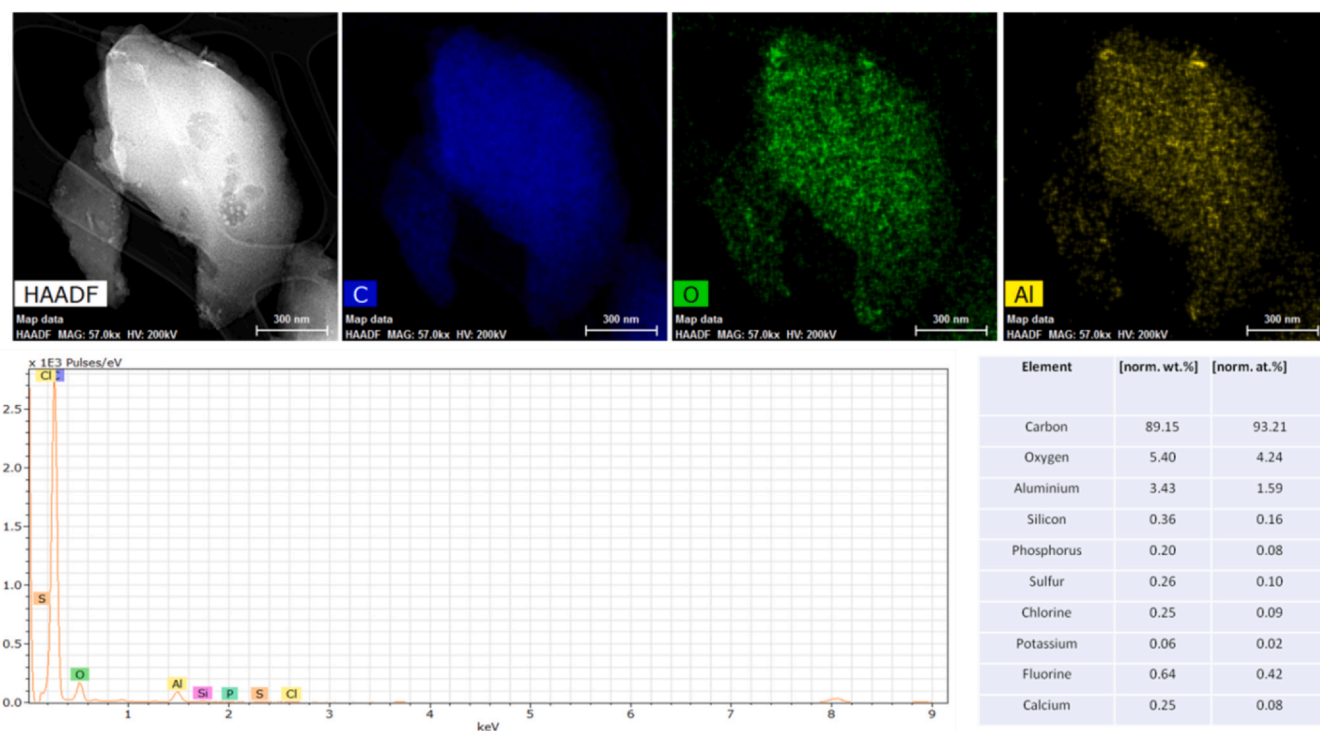 HAADF
Map data
HAADF MAG: 57.0kx HV: 200kV
300 nm
C
Map data
HAADF MAG: 57.0kx HV: 200kV
300 nm
O
Map data
HAADF MAG: 57.0kx HV: 200kV
300 nm
Al
Map data
HAADF MAG: 57.0kx HV: 200kV
300 nm
x 1E3 Pulses/eV
Cl
2.5
2.0
1.5
1.0
S
0.5
O Al Si P S Cl
0.0
1 2 3 4 5 6 7 8 9
keV
Element [norm. wt.%] [norm. at.%]
Carbon 89.15 93.21
Oxygen 5.40 4.24
Aluminium 3.43 1.59
Silicon 0.36 0.16
Phosphorus 0.20 0.08
Sulfur 0.26 0.10
Chlorine 0.25 0.09
Potassium 0.06 0.02
Fluorine 0.64 0.42
Calcium 0.25 0.08